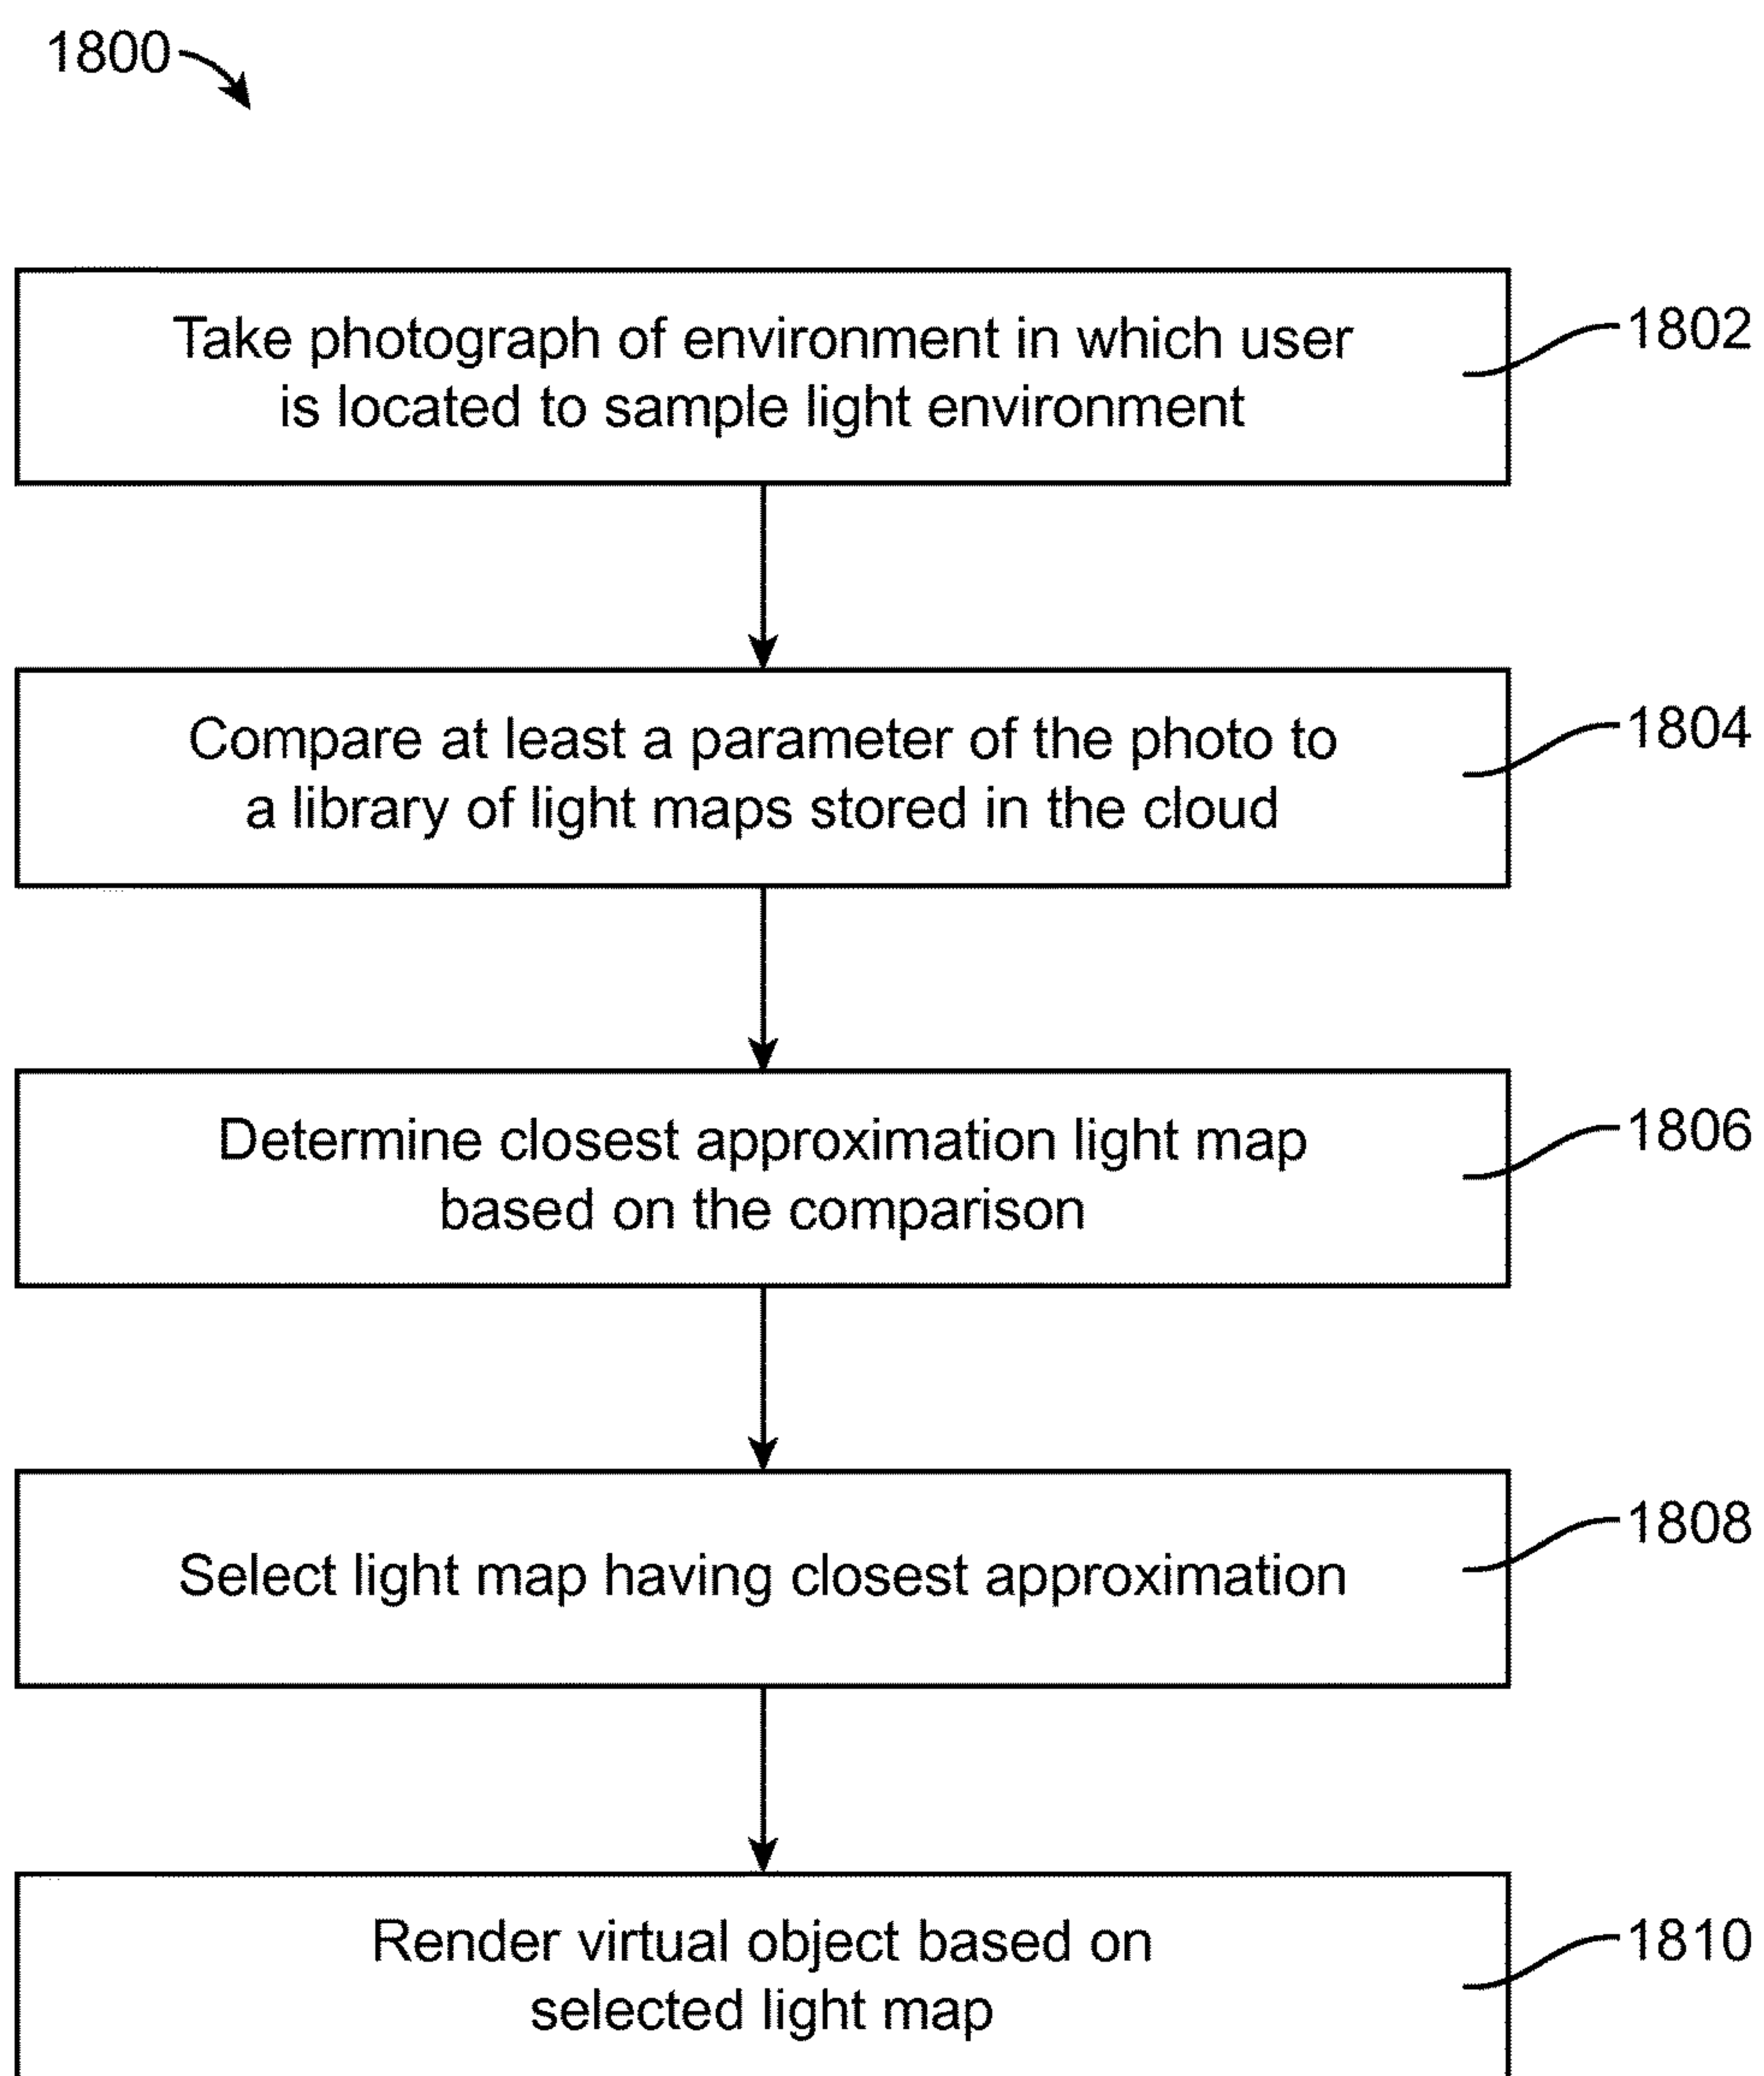 1800
Take photograph of environment in which user
is located to sample light environment
1802
Compare at least a parameter of the photo to
a library of light maps stored in the cloud
1804
Determine closest approximation light map
based on the comparison
1806
Select light map having closest approximation
1808
Render virtual object based on
selected light map
1810